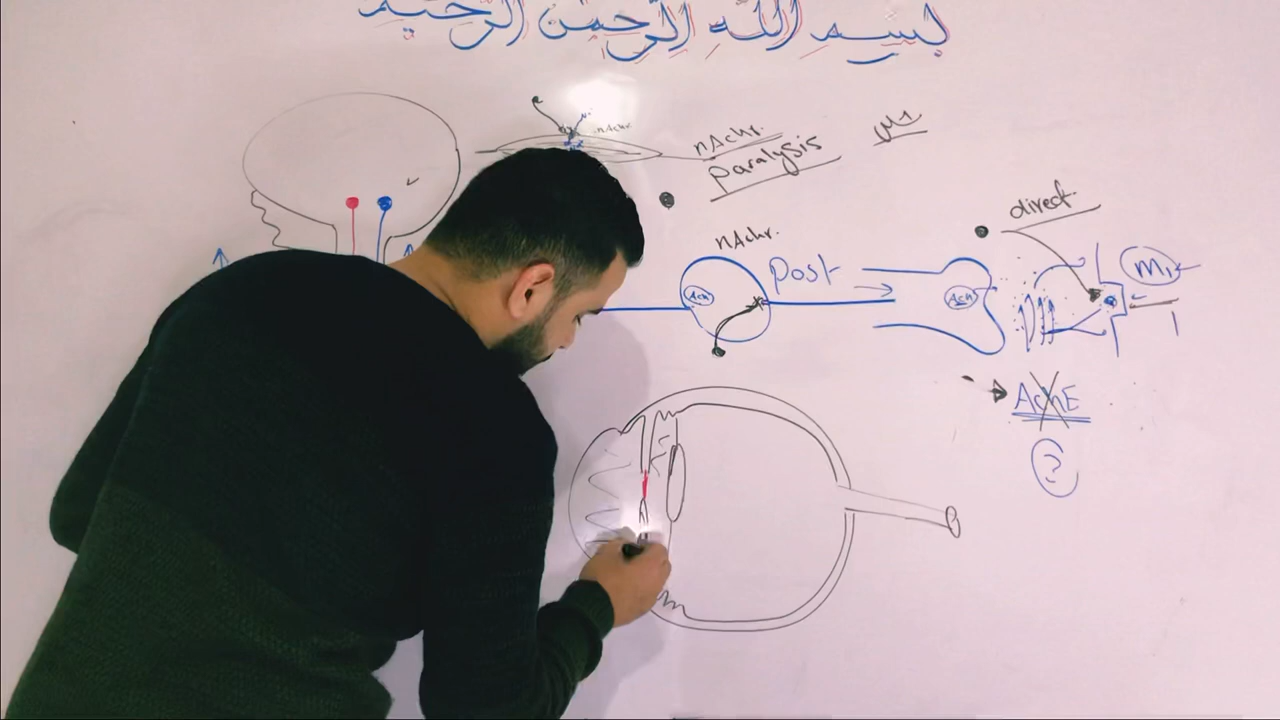 بسم الله الرحمن الرحيم
nAchr.
nAchr.
Paralysis
direct
nAchr.
Post
M1
Ach
Ach
AchE
?